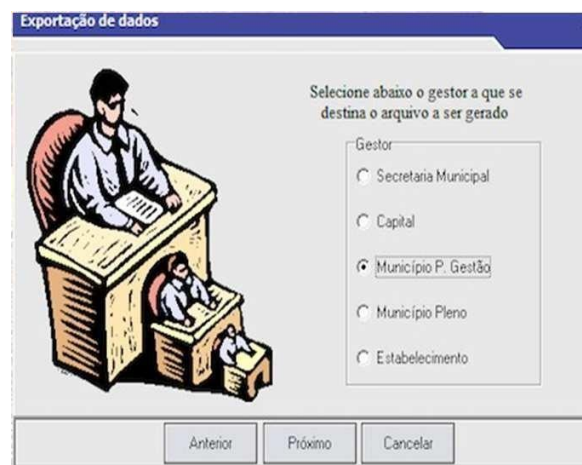 Exportação de dados
Selecione abaixo o gestor a que se
destina o arquivo a ser gerado
Gestor
Secretaria Municipal
Capital
Município P. Gestão
Município Pleno
Estabelecimento
Anterior
Próximo
Cancelar